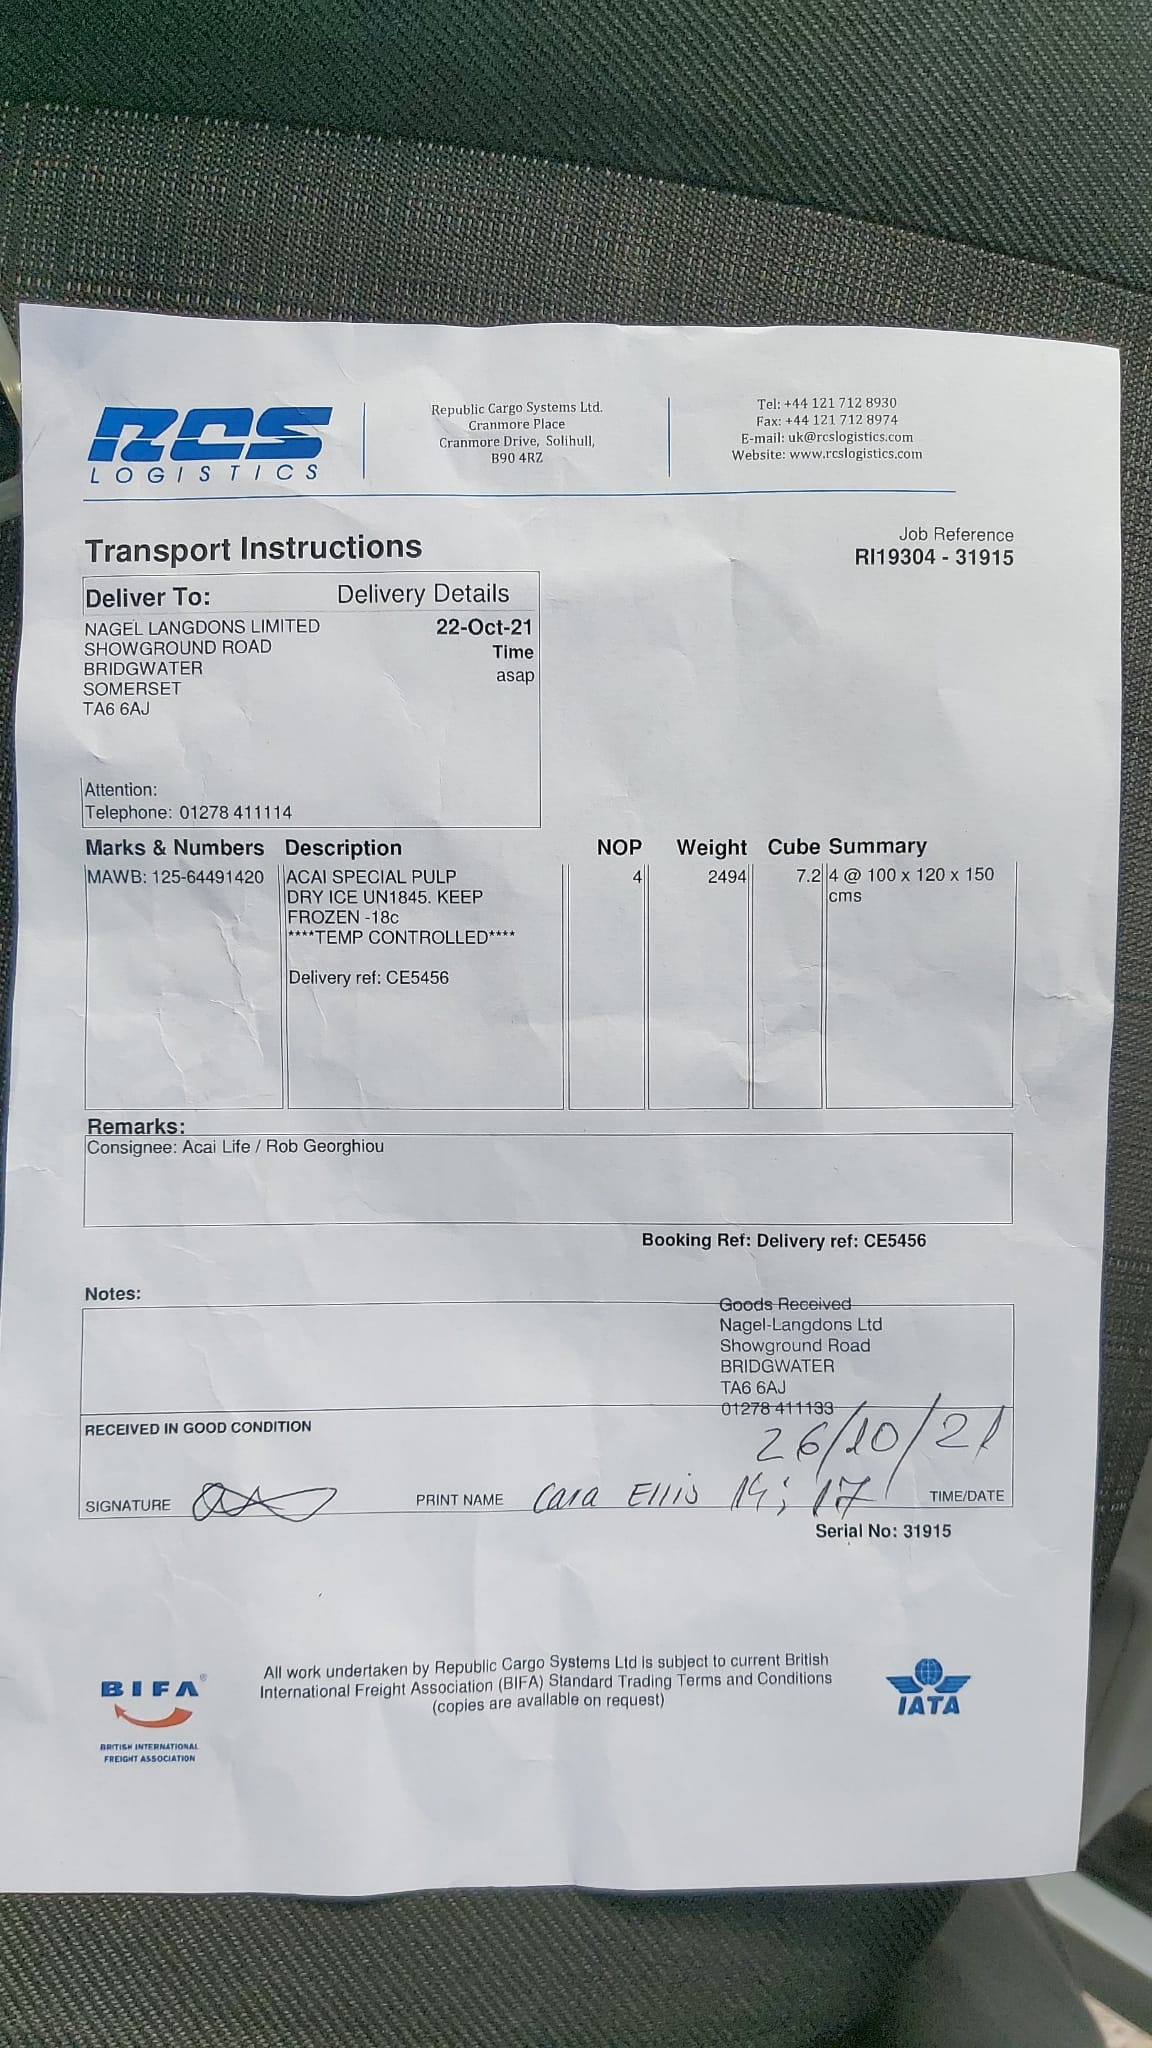 RCS
LOGISTICS
Republic Cargo Systems Ltd.
Cranmore Place
Cranmore Drive, Solihull,
B90 4RZ
Tel: +44 121 712 8930
Fax: +44 121 712 8974
E-mail: uk@rcslogistics.com
Website: www.rcslogistics.com
Transport Instructions
Job Reference
RI19304 - 31915
Deliver To: Delivery Details
NAGEL LANGDONS LIMITED 22-Oct-21
SHOWGROUND ROAD Time
BRIDGWATER asap
SOMERSET
TA6 6AJ
Attention:
Telephone: 01278 411114
Marks & Numbers Description NOP Weight Cube Summary
MAWB: 125-64491420 ACAI SPECIAL PULP 4 2494 7.2 4 @ 100 x 120 x 150
DRY ICE UN1845. KEEP cms
FROZEN -18c
****TEMP CONTROLLED****
Delivery ref: CE5456
Remarks:
Consignee: Acai Life / Rob Georghiou
Booking Ref: Delivery ref: CE5456
Notes:
Goods Received
Nagel-Langdons Ltd
Showground Road
BRIDGWATER
TA6 6AJ
01278 411133
RECEIVED IN GOOD CONDITION
26/10/21
SIGNATURE PRINT NAME Cara Ellis 14:17 TIME/DATE
Serial No: 31915
BIFA®
BRITISH INTERNATIONAL
FREIGHT ASSOCIATION
All work undertaken by Republic Cargo Systems Ltd is subject to current British
International Freight Association (BIFA) Standard Trading Terms and Conditions
(copies are available on request)
IATA